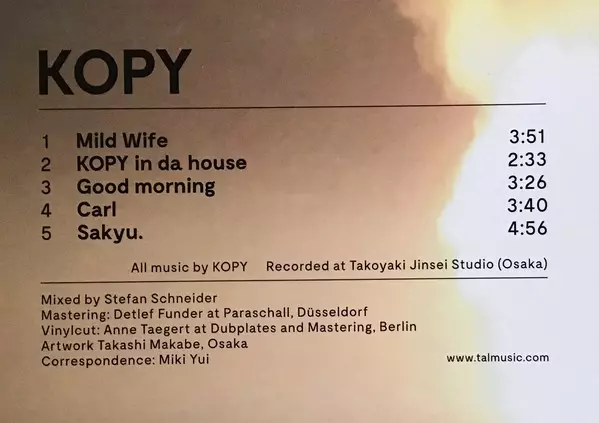 KOPY
1 Mild Wife 3:51
2 KOPY in da house 2:33
3 Good morning 3:26
4 Carl 3:40
5 Sakyu. 4:56
All music by KOPY Recorded at Takoyaki Jinsei Studio (Osaka)
Mixed by Stefan Schneider
Mastering: Detlef Funder at Paraschall, Düsseldorf
Vinylcut: Anne Taegert at Dubplates and Mastering, Berlin
Artwork Takashi Makabe, Osaka
Correspondence: Miki Yui www.talmusic.com